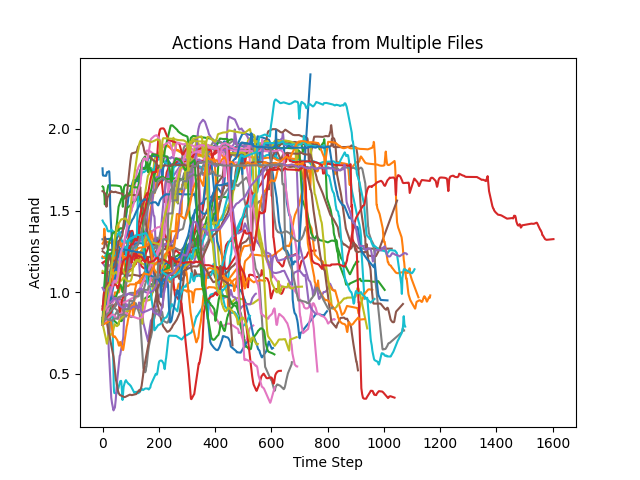 Actions Hand Data from Multiple Files
Actions Hand
2.0
1.5
1.0
0.5
0 200 400 600 800 1000 1200 1400 1600
Time Step